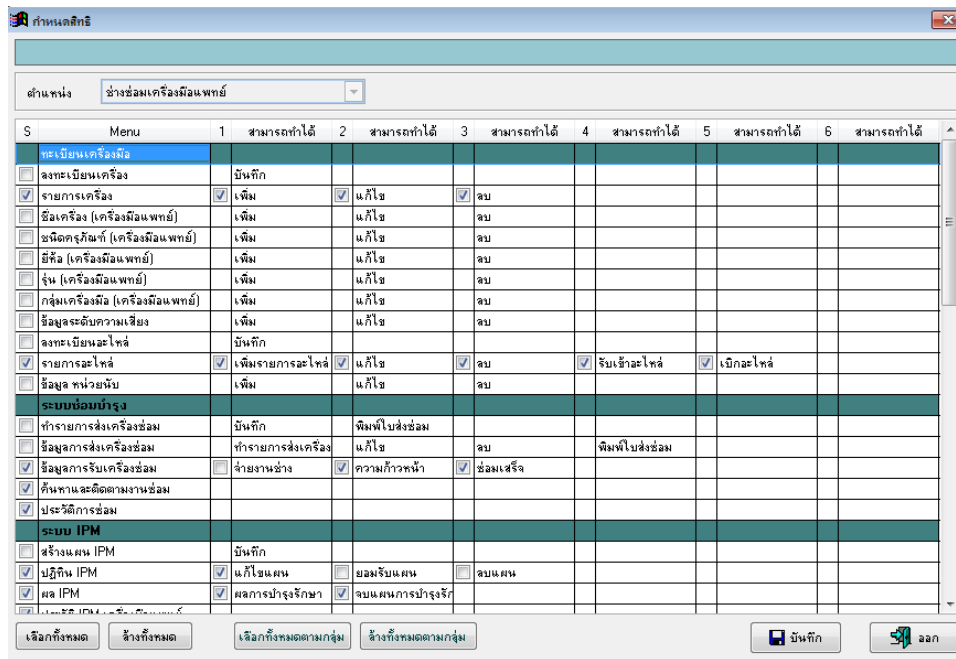 กำหนดสิทธิ
ตำแหน่ง ช่างซ่อมเครื่องมือแพทย์
S Menu 1 สามารถทำได้ 2 สามารถทำได้ 3 สามารถทำได้ 4 สามารถทำได้ 5 สามารถทำได้ 6 สามารถทำได้
ทะเบียนเครื่องมือ
ลงทะเบียนเครื่อง บันทึก
รายการเครื่อง เพิ่ม แก้ไข ลบ
ชื่อเครื่อง (เครื่องมือแพทย์) เพิ่ม แก้ไข ลบ
ชนิดครุภัณฑ์ (เครื่องมือแพทย์) เพิ่ม แก้ไข ลบ
ยี่ห้อ (เครื่องมือแพทย์) เพิ่ม แก้ไข ลบ
รุ่น (เครื่องมือแพทย์) เพิ่ม แก้ไข ลบ
กลุ่มเครื่องมือ (เครื่องมือแพทย์) เพิ่ม แก้ไข ลบ
ข้อมูลระดับความเสี่ยง เพิ่ม แก้ไข ลบ
ลงทะเบียนอะไหล่ บันทึก
รายการอะไหล่ เพิ่มรายการอะไหล่ แก้ไข ลบ รับเข้าอะไหล่ เบิกอะไหล่
ข้อมูล หน่วยนับ เพิ่ม แก้ไข ลบ
ระบบซ่อมบำรุง
ทำรายการส่งเครื่องซ่อม บันทึก พิมพ์ใบส่งซ่อม
ข้อมูลการส่งเครื่องซ่อม ทำรายการส่งเครื่อง แก้ไข ลบ พิมพ์ใบส่งซ่อม
ข้อมูลการรับเครื่องซ่อม จ่ายงานช่าง ความก้าวหน้า ซ่อมเสร็จ
ค้นหาและติดตามงานซ่อม
ประวัติการซ่อม
ระบบ IPM
สร้างแผน IPM บันทึก
ปฏิทิน IPM แก้ไขแผน ยอมรับแผน ลบแผน
ผล IPM ผลการบำรุงรักษา จบแผนการบำรุงรัก
เลือกทั้งหมด ล้างทั้งหมด เลือกทั้งหมดตามกลุ่ม ล้างทั้งหมดตามกลุ่ม บันทึก ออก